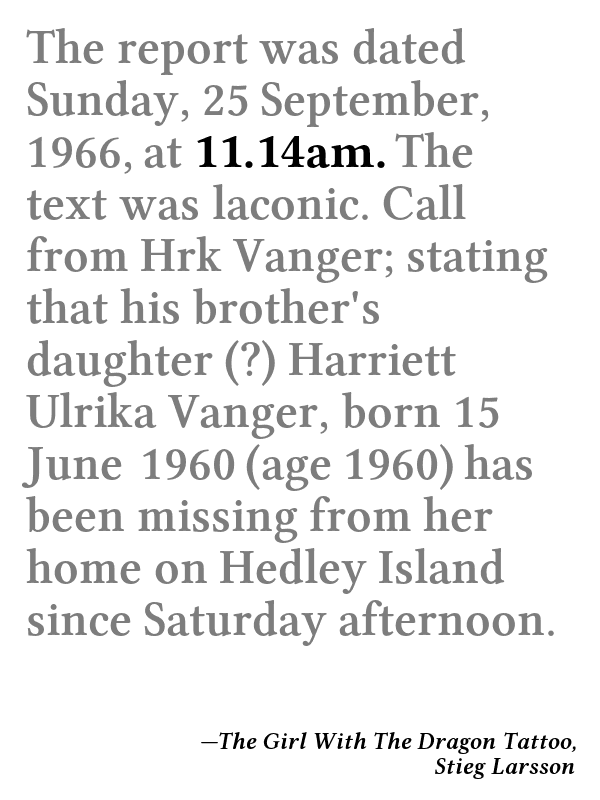 The report was dated
Sunday, 25 September,
1966, at 11.14am. The
text was laconic. Call
from Hrk Vanger; stating
that his brother's
daughter (?) Harriett
Ulrika Vanger, born 15
June 1960 (age 1960) has
been missing from her
home on Hedley Island
since Saturday afternoon.
—The Girl With The Dragon Tattoo,
Stieg Larsson